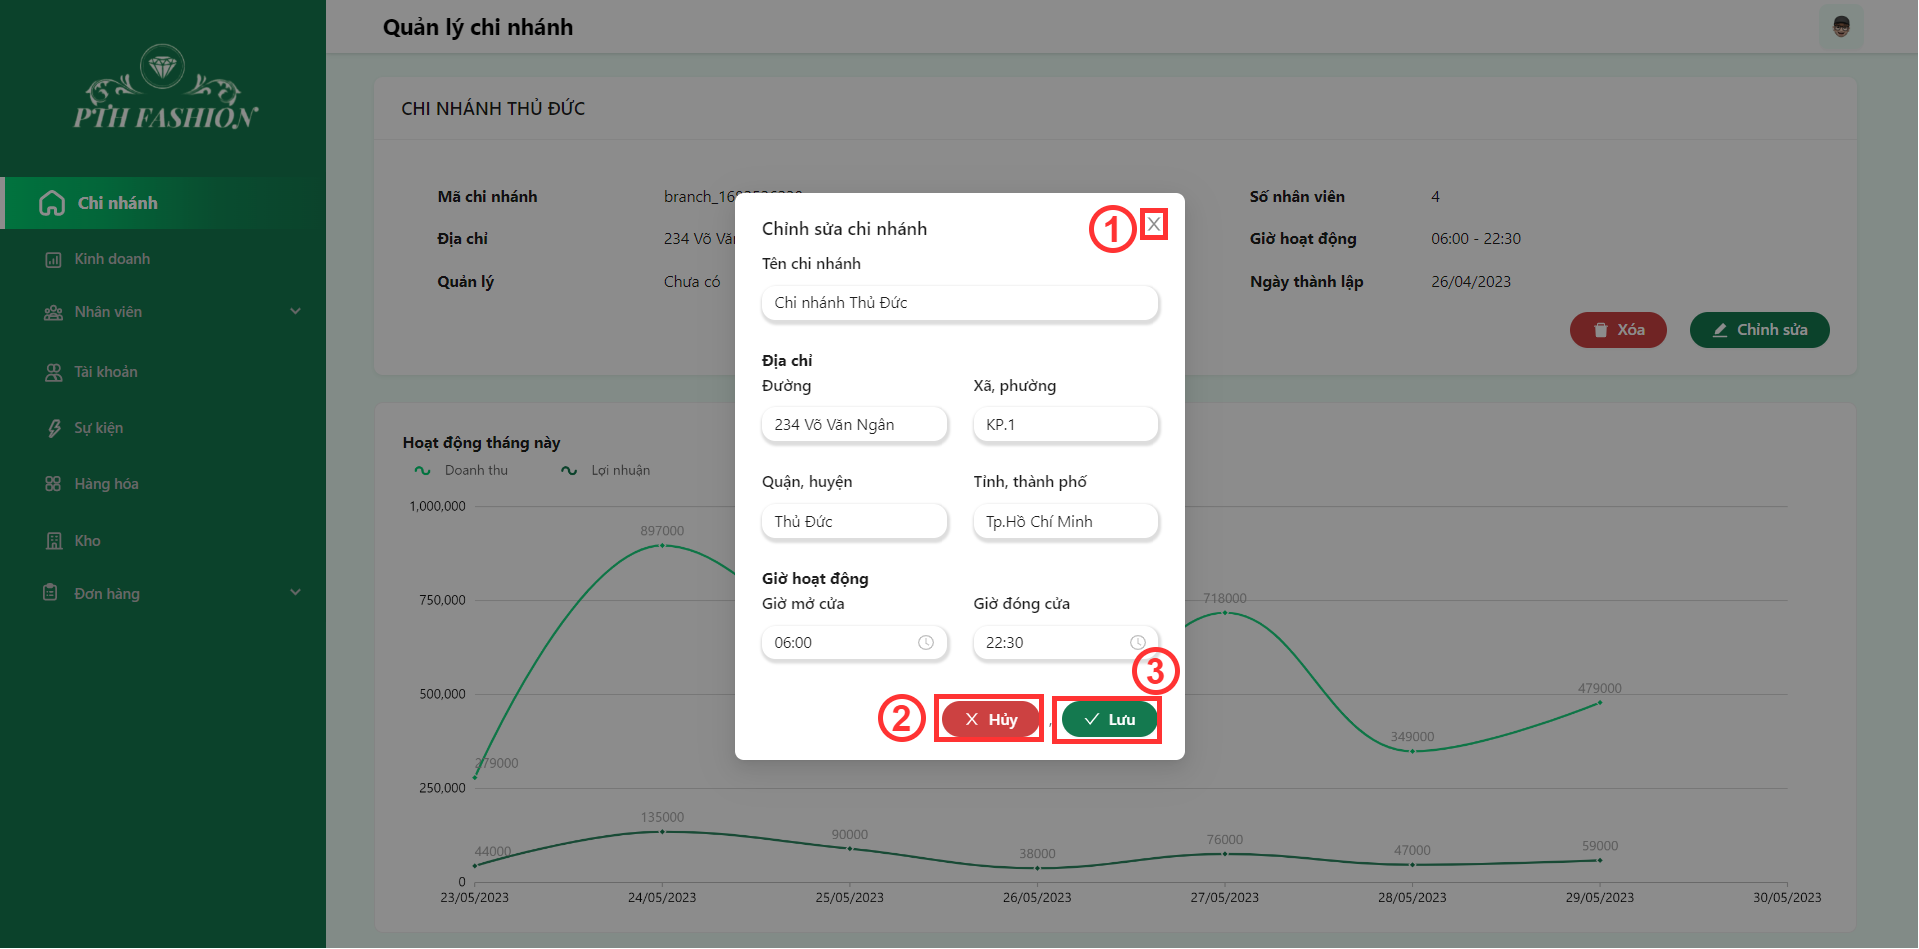 Quản lý chi nhánh
PTH FASHION
Chi nhánh
Kinh doanh
Nhân viên
Tài khoản
Sự kiện
Hàng hóa
Kho
Đơn hàng
CHI NHÁNH THỦ ĐỨC
Mã chi nhánh
Địa chỉ
234 Võ
Quản lý
Chưa có
Số nhân viên 4
Giờ hoạt động 06:00 - 22:30
Ngày thành lập 26/04/2023
Xóa
Chỉnh sửa
Chỉnh sửa chi nhánh
1
Tên chi nhánh
Chi nhánh Thủ Đức
Địa chỉ
Đường
Xã, phường
234 Võ Văn Ngân
KP.1
Quận, huyện
Tỉnh, thành phố
Thủ Đức
Tp.Hồ Chí Minh
Giờ hoạt động
Giờ mở cửa
Giờ đóng cửa
06:00
22:30
3
2
Hủy
Lưu
Hoạt động tháng này
Doanh thu
Lợi nhuận
1,000,000
750,000
500,000
250,000
0
279000
897000
718000
349000
479000
44000
135000
90000
38000
76000
47000
59000
23/05/2023
24/05/2023
25/05/2023
26/05/2023
27/05/2023
28/05/2023
29/05/2023
30/05/2023